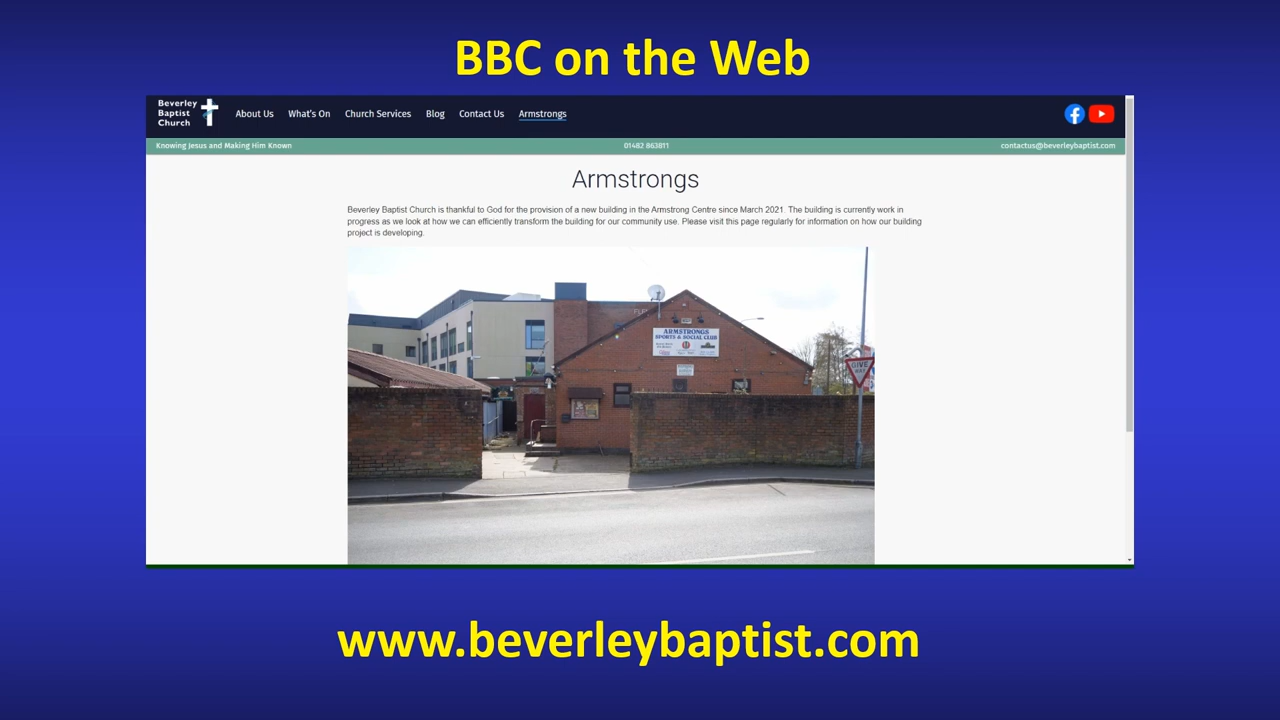 BBC on the Web
Beverley
Baptist
Church
About Us What's On Church Services Blog Contact Us Armstrongs
Knowing Jesus and Making Him Known 01482 863811 contactus@beverleybaptist.com
Armstrongs
Beverley Baptist Church is thankful to God for the provision of a new building in the Armstrong Centre since March 2021. The building is currently work in
progress as we look at how we can efficiently transform the building for our community use. Please visit this page regularly for information on how our building
project is developing.
ARMSTRONGS
SPORTS & SOCIAL CLUB
GIVE
WAY
www.beverleybaptist.com